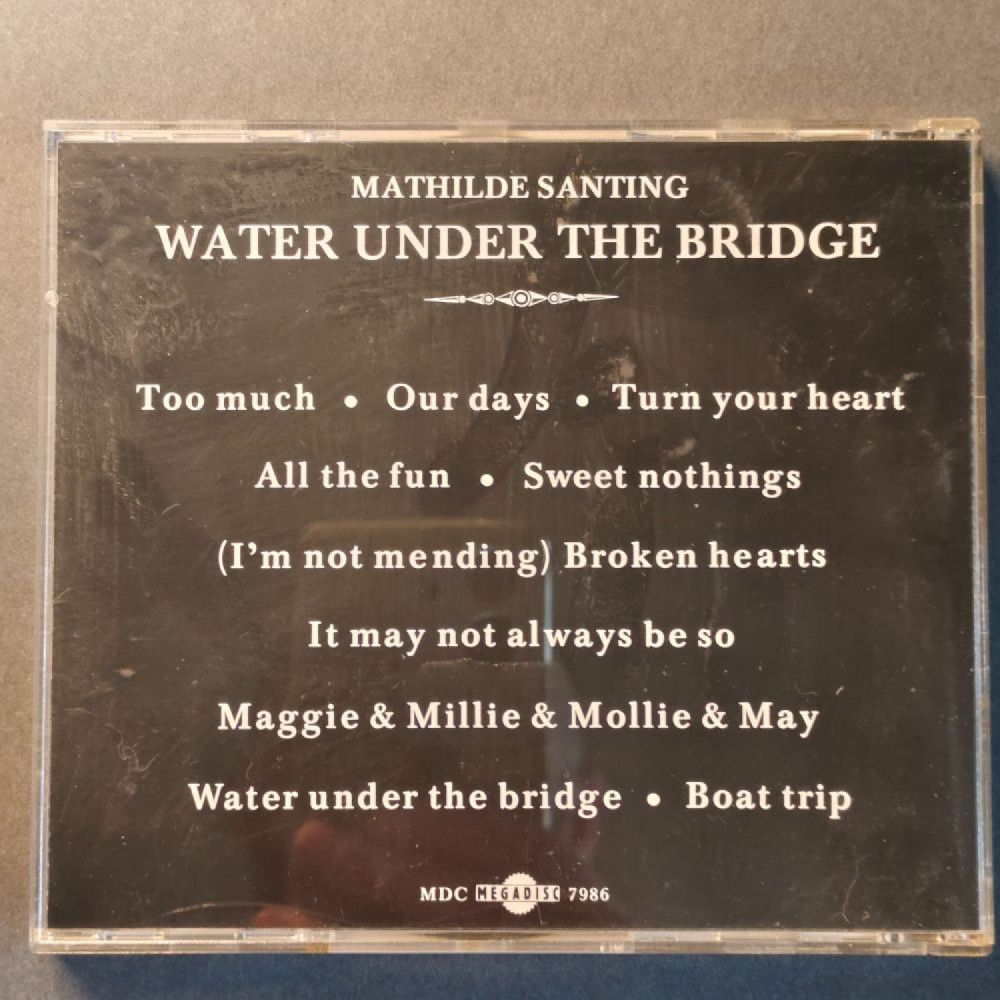 MATHILDE SANTING
WATER UNDER THE BRIDGE
Too much • Our days • Turn your heart
All the fun • Sweet nothings
(I'm not mending) Broken hearts
It may not always be so
Maggie & Millie & Mollie & May
Water under the bridge • Boat trip
MDC MEGADISC 7986